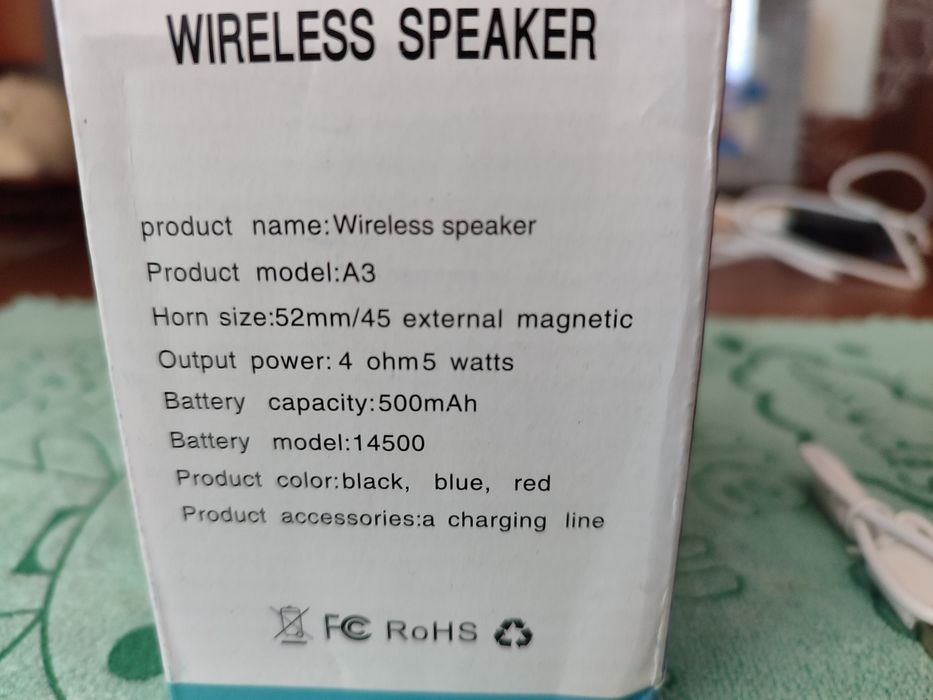 WIRELESS SPEAKER
product name:Wireless speaker
Product model:A3
Horn size:52mm/45 external magnetic
Output power: 4 ohm5 watts
Battery capacity:500mAh
Battery model:14500
Product color:black, blue, red
Product accessories:a charging line
FC RoHS